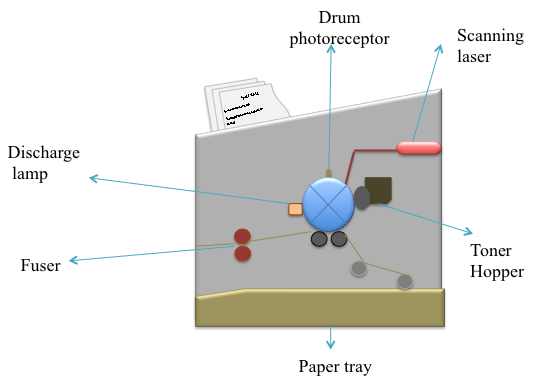 Drum
photoreceptor
Scanning
laser
Discharge
lamp
Fuser
Toner
Hopper
Paper tray